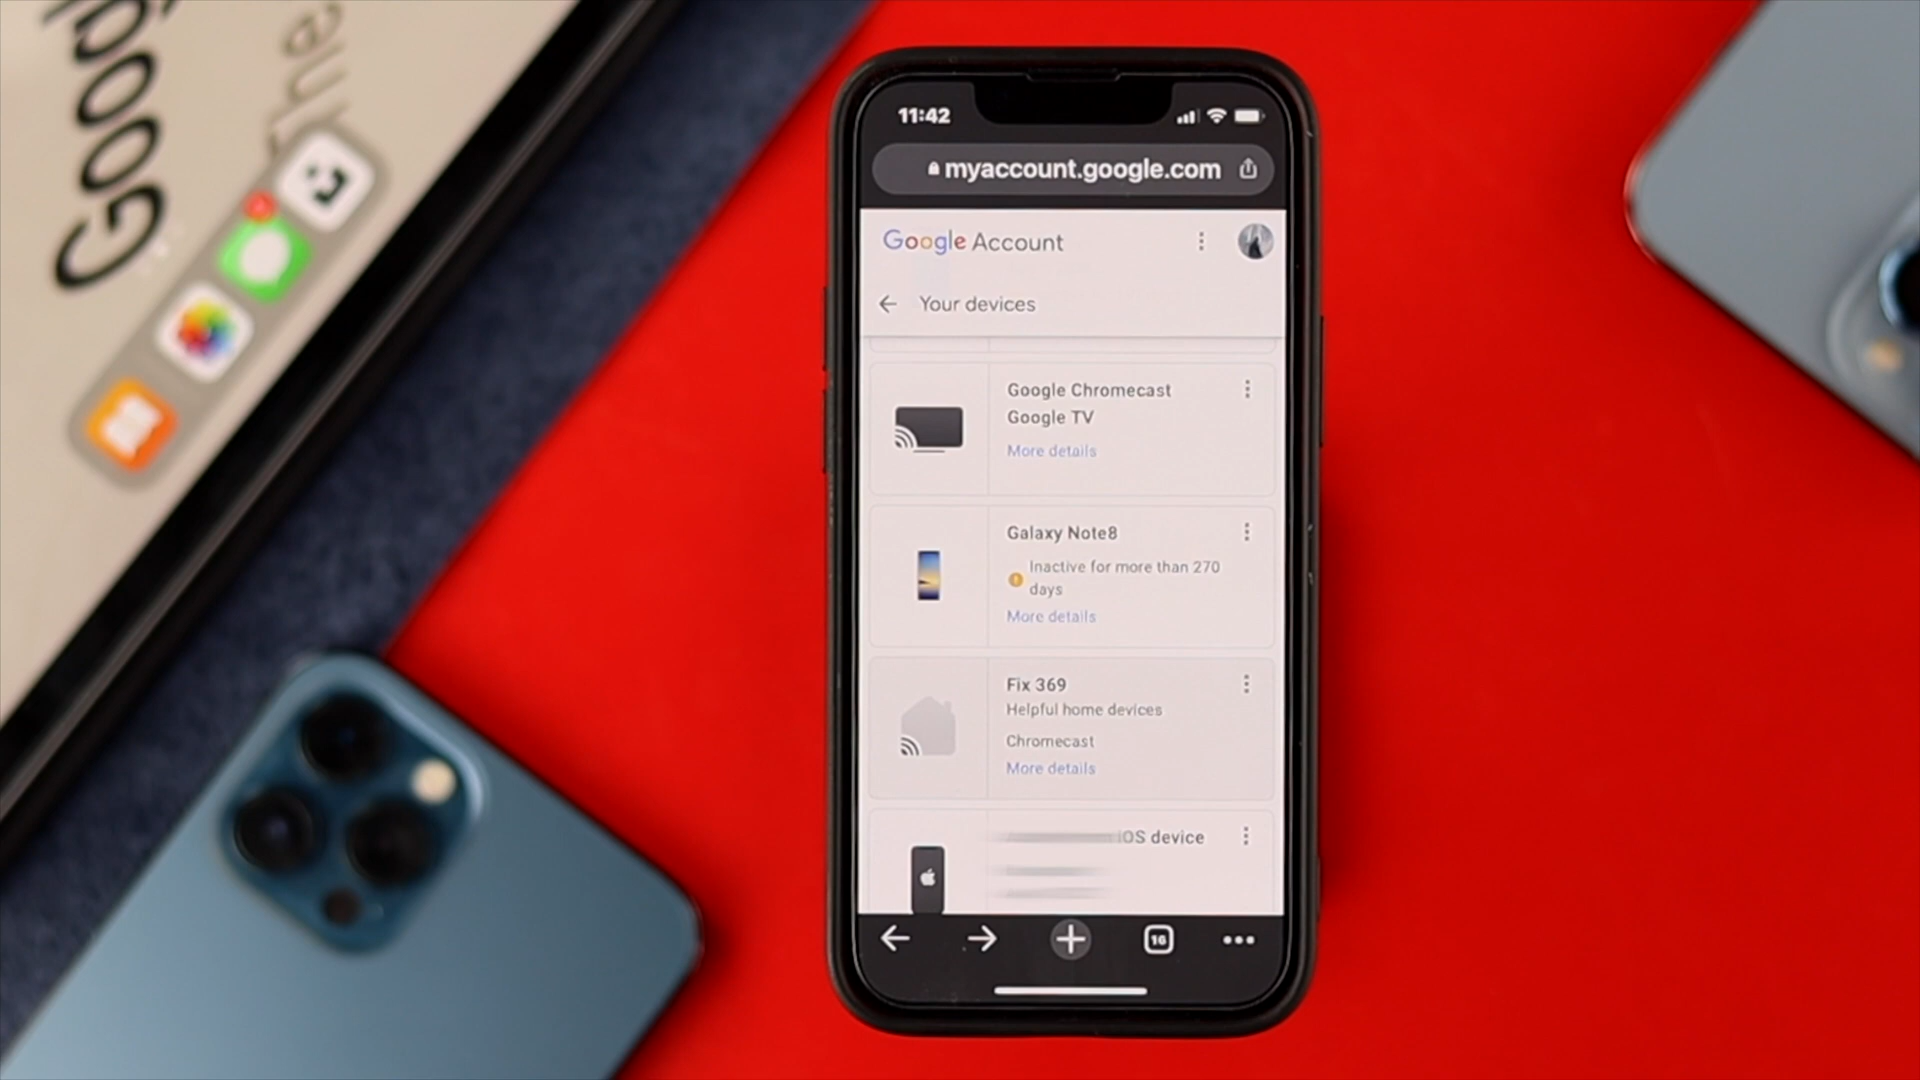 Google
11:42
myaccount.google.com
Google Account
Your devices
Google Chromecast
Google TV
More details
Galaxy Note8
Inactive for more than 270
days
More details
Fix 369
Helpful home devices
Chromecast
More details
iOS device
16